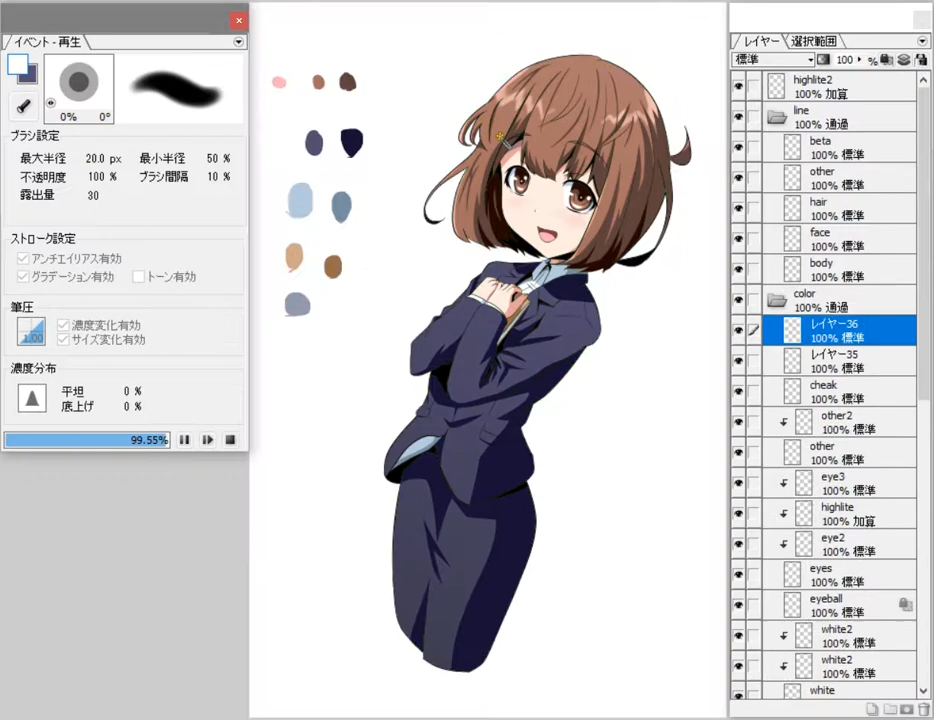 イベント - 再生
0% 0°
ブラシ設定
最大半径 20.0 px 最小半径 50 %
不透明度 100 % ブラシ間隔 10 %
露出量 30
ストローク設定
アンチエイリアス有効
グラデーション有効 トーン有効
筆圧
1.00
濃度変化有効
サイズ変化有効
濃度分布
平坦 0 %
底上げ 0 %
99.55%
レイヤー 選択範囲
標準 100 %
highlite2
100% 加算
line
100% 通過
beta
100% 標準
other
100% 標準
hair
100% 標準
face
100% 標準
body
100% 標準
color
100% 通過
レイヤー36
100% 標準
レイヤー35
100% 標準
cheak
100% 標準
other2
100% 標準
other
100% 標準
eye3
100% 標準
highlite
100% 加算
eye2
100% 標準
eyes
100% 標準
eyeball
100% 標準
white2
100% 標準
white2
100% 標準
white